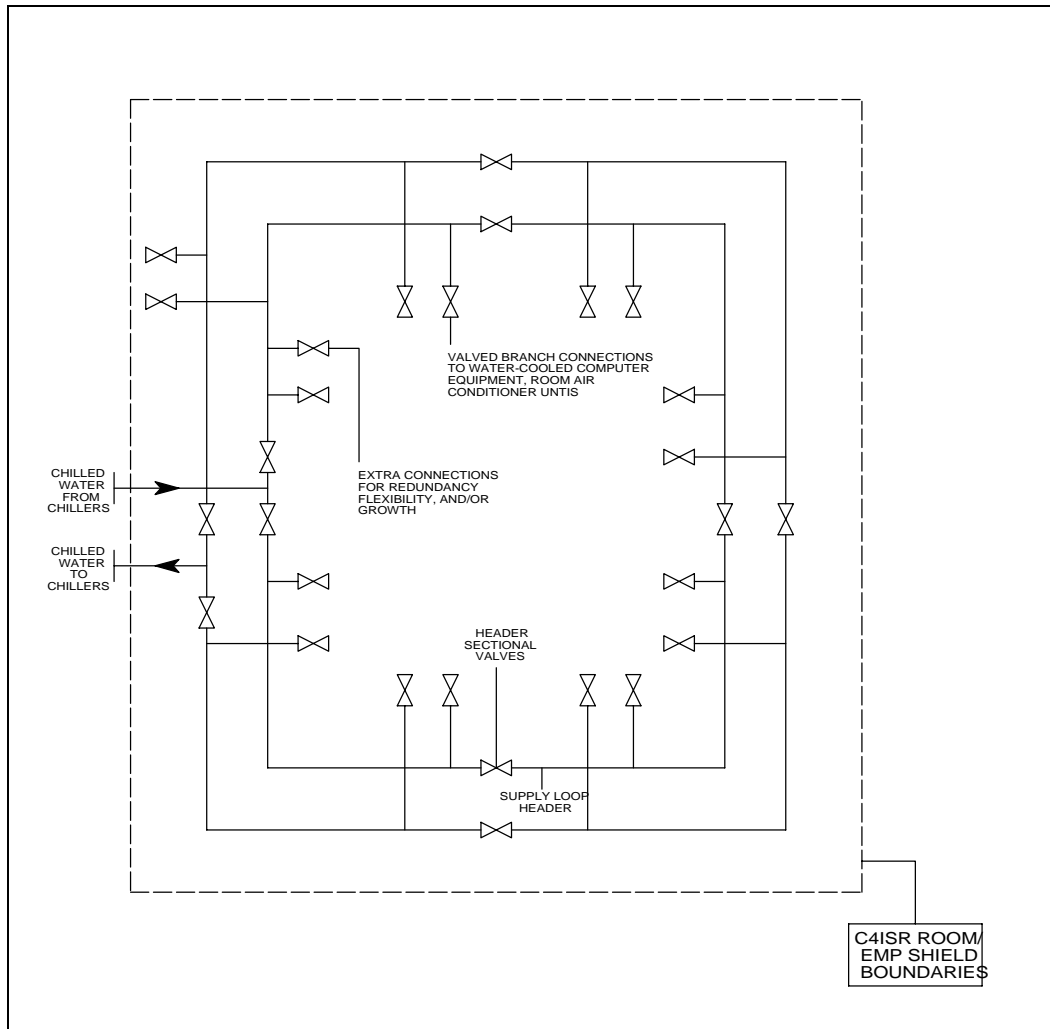 VALVED BRANCH CONNECTIONS
TO WATER-COOLED COMPUTER
EQUIPMENT, ROOM AIR
CONDITIONER UNTIS
CHILLED
WATER
FROM
CHILLERS
EXTRA CONNECTIONS
FOR REDUNDANCY
FLEXIBILITY, AND/OR
GROWTH
CHILLED
WATER
TO
CHILLERS
HEADER
SECTIONAL
VALVES
SUPPLY LOOP
HEADER
C4ISR ROOM/
EMP SHIELD
BOUNDARIES